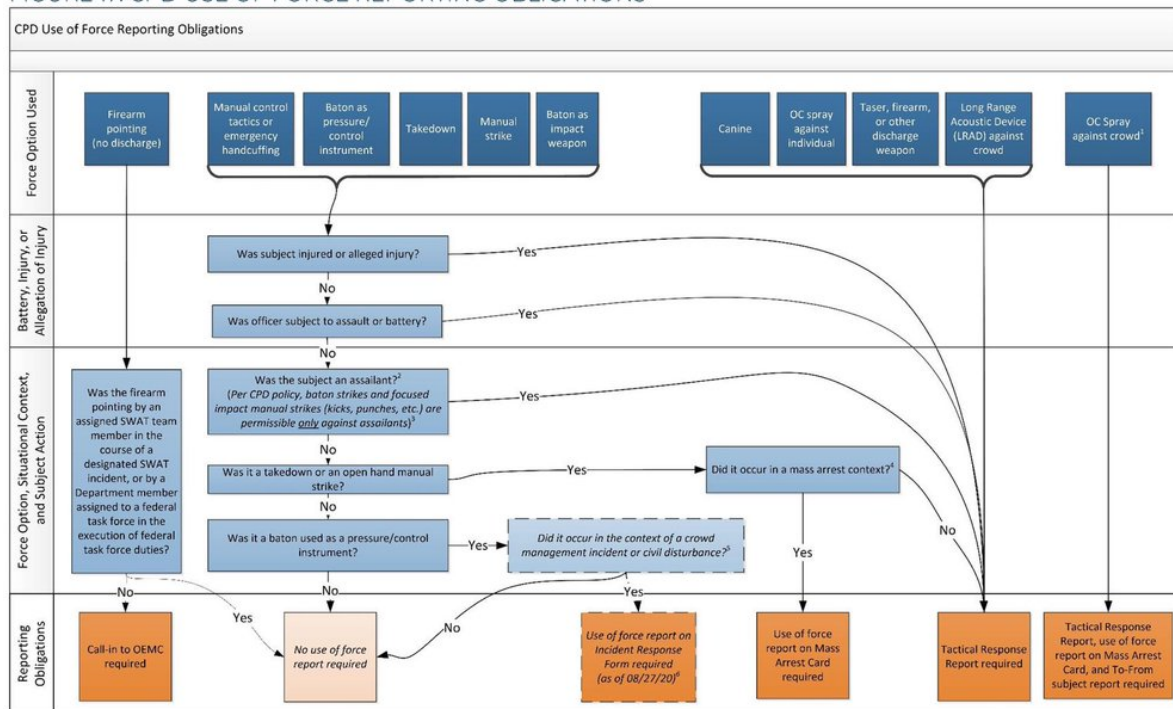 CPD Use of Force Reporting Obligations
Force Option Used
Firearm
pointing
(no discharge)
Manual control
tactics or
emergency
handcuffing
Baton as
pressure/
control
instrument
Takedown
Manual
strike
Baton as
impact
weapon
Canine
OC spray
against
individual
Taser, firearm,
or other
discharge
weapon
Long Range
Acoustic Device
(LRAD) against
crowd
OC Spray
against crowd¹
Battery, Injury, or
Allegation of Injury
Was subject injured or alleged injury?
Yes
No
Was officer subject to assault or battery?
Yes
No
Force Option, Situational Context,
and Subject Action
Was the firearm
pointing by an
assigned SWAT team
member in the
course of a
designated SWAT
incident, or by a
Department member
assigned to a federal
task force in the
execution of federal
task force duties?
Was the subject an assailant?²
(Per CPD policy, baton strikes and focused
impact manual strikes (kicks, punches, etc.) are
permissible only against assailants)³
Yes
No
Was it a takedown or an open hand manual
strike?
Yes
Did it occur in a mass arrest context?⁴
No
No
Was it a baton used as a pressure/control
instrument?
Yes
Did it occur in the context of a crowd
management incident or civil disturbance?⁵
Yes
No
Yes
No
Yes
No
Reporting
Obligations
Call-in to OEMC
required
No use of force
report required
Use of force report on
Incident Response
Form required
(as of 08/27/20)⁶
Use of force
report on Mass
Arrest Card
required
Tactical Response
Report required
Tactical Response
Report, use of force
report on Mass Arrest
Card, and To-From
subject report required